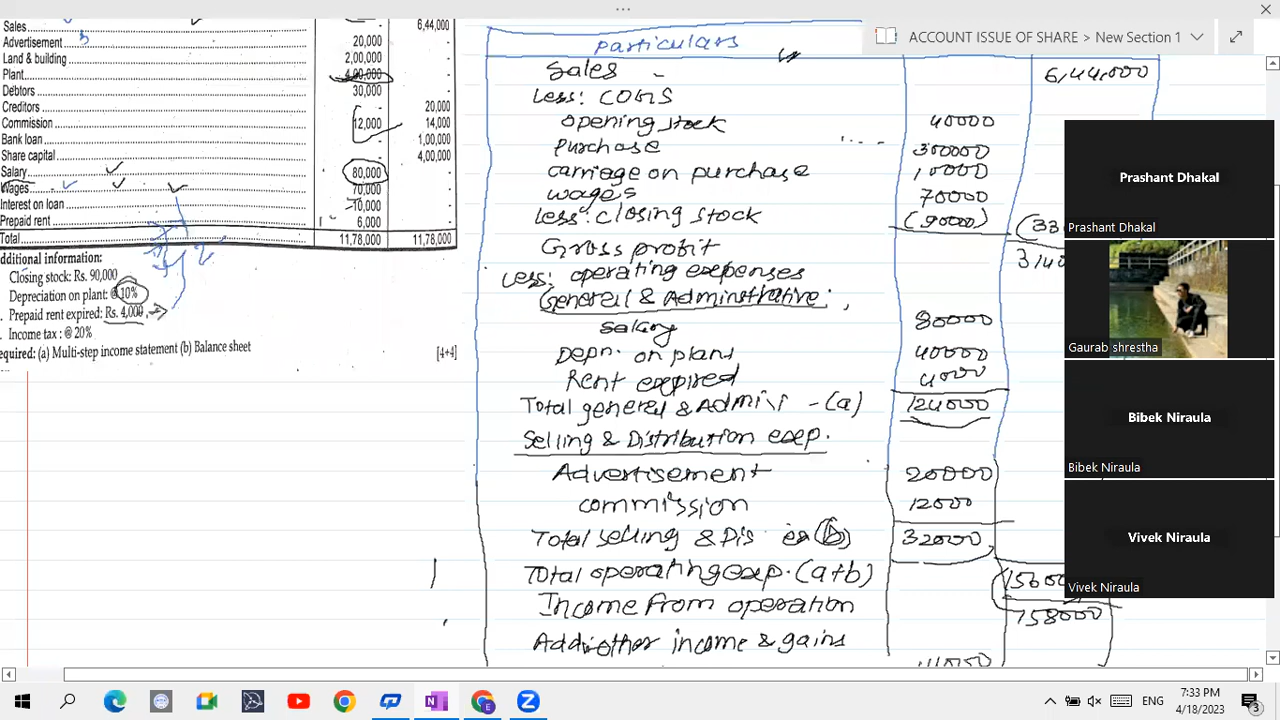 ACCOUNT ISSUE OF SHARE > New Section 1
Sales 6,44,000
Advertisement 20,000 -
Land & building 2,00,000 -
Plant 4,00,000 -
Debtors 30,000 -
Creditors - 20,000
Commission 12,000 14,000
Bank loan - 1,00,000
Share capital - 4,00,000
Salary 80,000 -
Wages 70,000 -
Interest on loan 10,000 -
Prepaid rent 6,000 -
Total 11,78,000 11,78,000
dditional information:
Closing stock: Rs. 90,000
Depreciation on plant: @ 10%
Prepaid rent expired: Rs. 4,000
Income tax : @ 20%
equired: (a) Multi-step income statement (b) Balance sheet
[4+4]
particulars
Sales 6,44,000
Less: COGS
opening stock 40000
Purchase 300000
carriage on purchase 10000
wages 70000
Less: closing stock (90000) (33
Gross profit 3140
Less: operating expenses
General & Adminstrative:
Salary 80000
Depn. on plant 40000
Rent expired 4000
Total general & Admini - (a) 124000
Selling & Distribution exp.
Advertisement 20000
commission 12000
Total selling & Dis ex (b) 32000
Total operating exp. (a+b) (15600
Income from operation 158000
Add: other income & gains
Prashant Dhakal
Prashant Dhakal
Gaurab shrestha
Bibek Niraula
Bibek Niraula
Vivek Niraula
Vivek Niraula
ENG
7:33 PM
4/18/2023
3